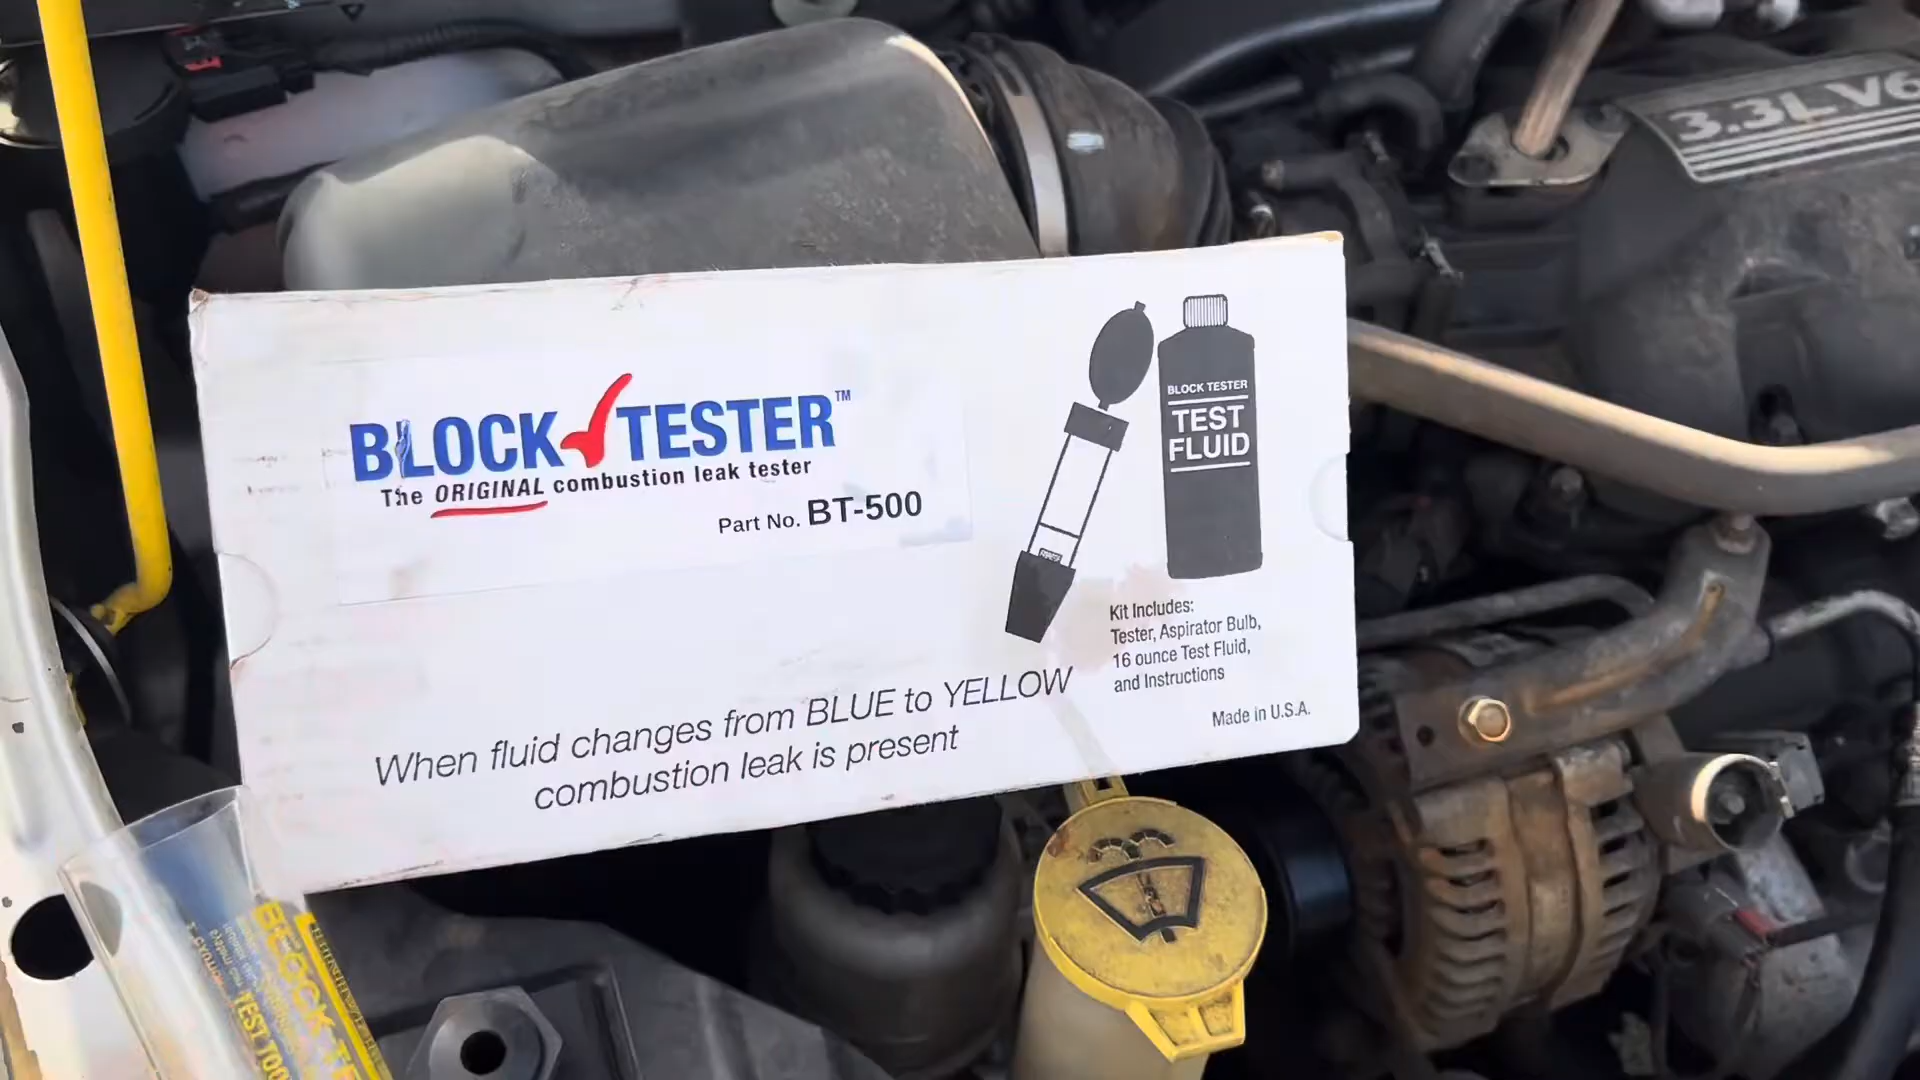 3.3L V6
BLOCK TESTER™
The ORIGINAL combustion leak tester
Part No. BT-500
BLOCK TESTER
TEST
FLUID
Kit Includes:
Tester, Aspirator Bulb,
16 ounce Test Fluid,
and Instructions
Made in U.S.A.
When fluid changes from BLUE to YELLOW
combustion leak is present
BLOCK TE